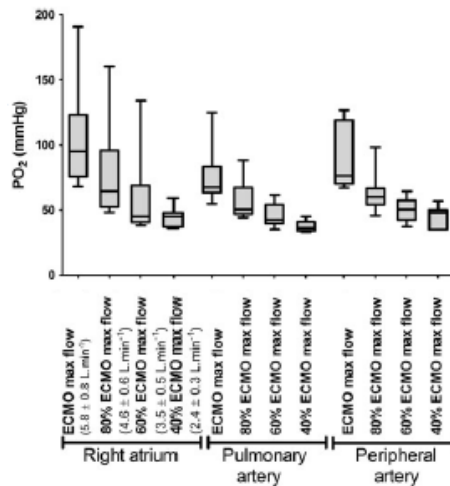 PO₂ (mmHg)
200
150
100
50
0
ECMO max flow
(5.8 ± 0.8 L.min⁻¹)
80% ECMO max flow
(4.6 ± 0.6 L.min⁻¹)
60% ECMO max flow
(3.5 ± 0.5 L.min⁻¹)
40% ECMO max flow
(2.4 ± 0.3 L.min⁻¹)
ECMO max flow
80% ECMO max flow
60% ECMO max flow
40% ECMO max flow
ECMO max flow
80% ECMO max flow
60% ECMO max flow
40% ECMO max flow
Right atrium
Pulmonary
artery
Peripheral
artery